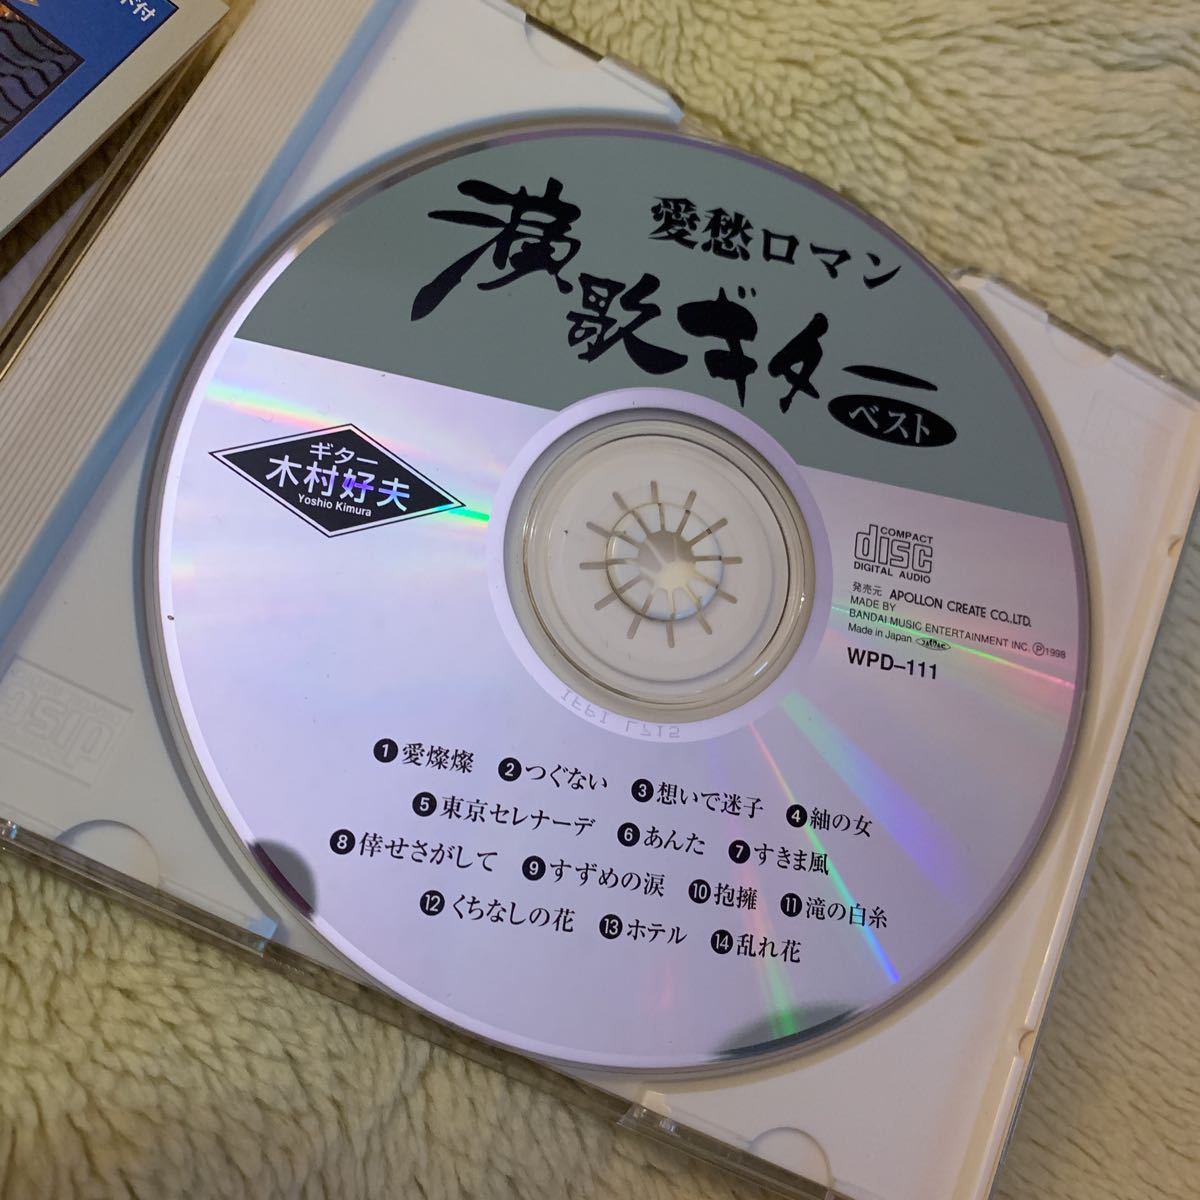 ド付
愛愁ロマン
演歌ギター
ベスト
ギター
木村好夫
Yoshio Kimura
COMPACT
disc
DIGITAL AUDIO
発売元 APOLLON CREATE CO.,LTD.
MADE BY
BANDAI MUSIC ENTERTAINMENT INC. Ⓟ1998
Made in Japan JASRAC
WPD-111
IFPI L715
❶愛燦燦 ❷つぐない ❸想いで迷子 ❹紬の女
❺東京セレナーデ ❻あんた ❼すきま風
❽倖せさがして ❾すずめの涙 ❿抱擁 ⓫滝の白糸
⓬くちなしの花 ⓭ホテル ⓮乱れ花